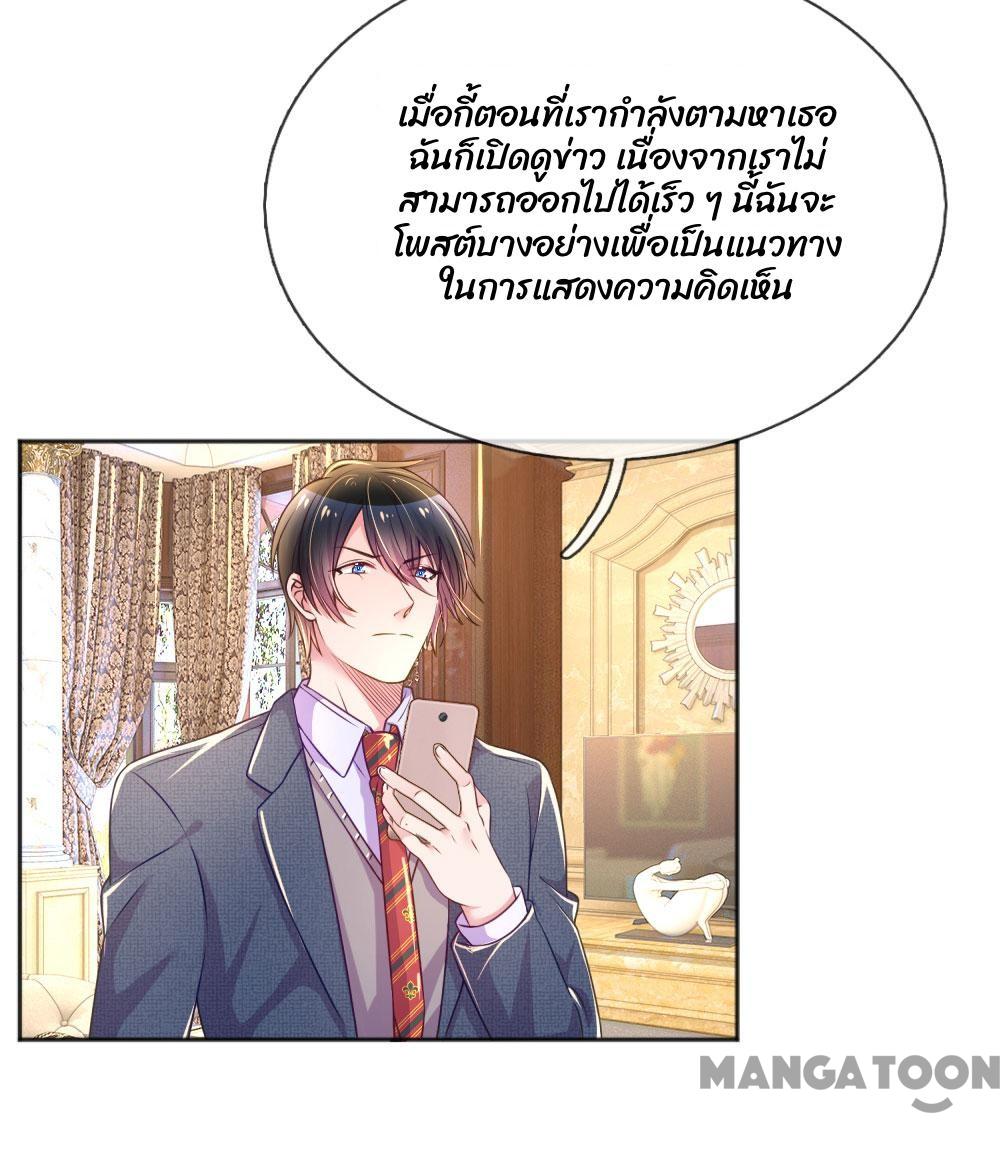 เมื่อกี้ตอนที่เรากำลังตามหาเธอ
ฉันก็เปิดดูข่าว เนื่องจากเราไม่
สามารถออกไปได้เร็ว ๆ นี้ฉันจะ
โพสต์บางอย่างเพื่อเป็นแนวทาง
ในการแสดงความคิดเห็น
MANGATOON